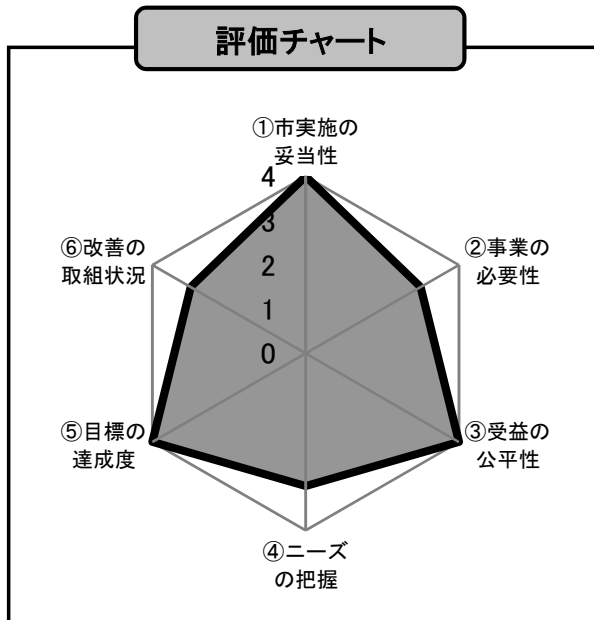 評価チャート
①市実施の
妥当性
4
3
2
1
0
②事業の
必要性
③受益の
公平性
④ニーズ
の把握
⑤目標の
達成度
⑥改善の
取組状況